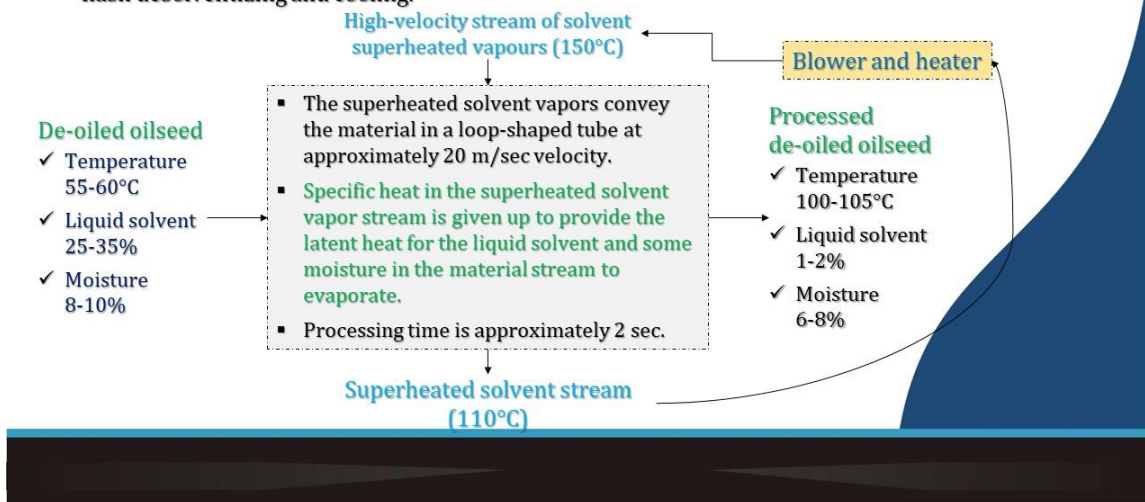 High-velocity stream of solvent
superheated vapours (150°C)
Blower and heater
De-oiled oilseed
✓ Temperature
55-60°C
✓ Liquid solvent
25-35%
✓ Moisture
8-10%
▪ The superheated solvent vapors convey
the material in a loop-shaped tube at
approximately 20 m/sec velocity.
▪ Specific heat in the superheated solvent
vapor stream is given up to provide the
latent heat for the liquid solvent and some
moisture in the material stream to
evaporate.
▪ Processing time is approximately 2 sec.
Processed
de-oiled oilseed
✓ Temperature
100-105°C
✓ Liquid solvent
1-2%
✓ Moisture
6-8%
Superheated solvent stream
(110°C)